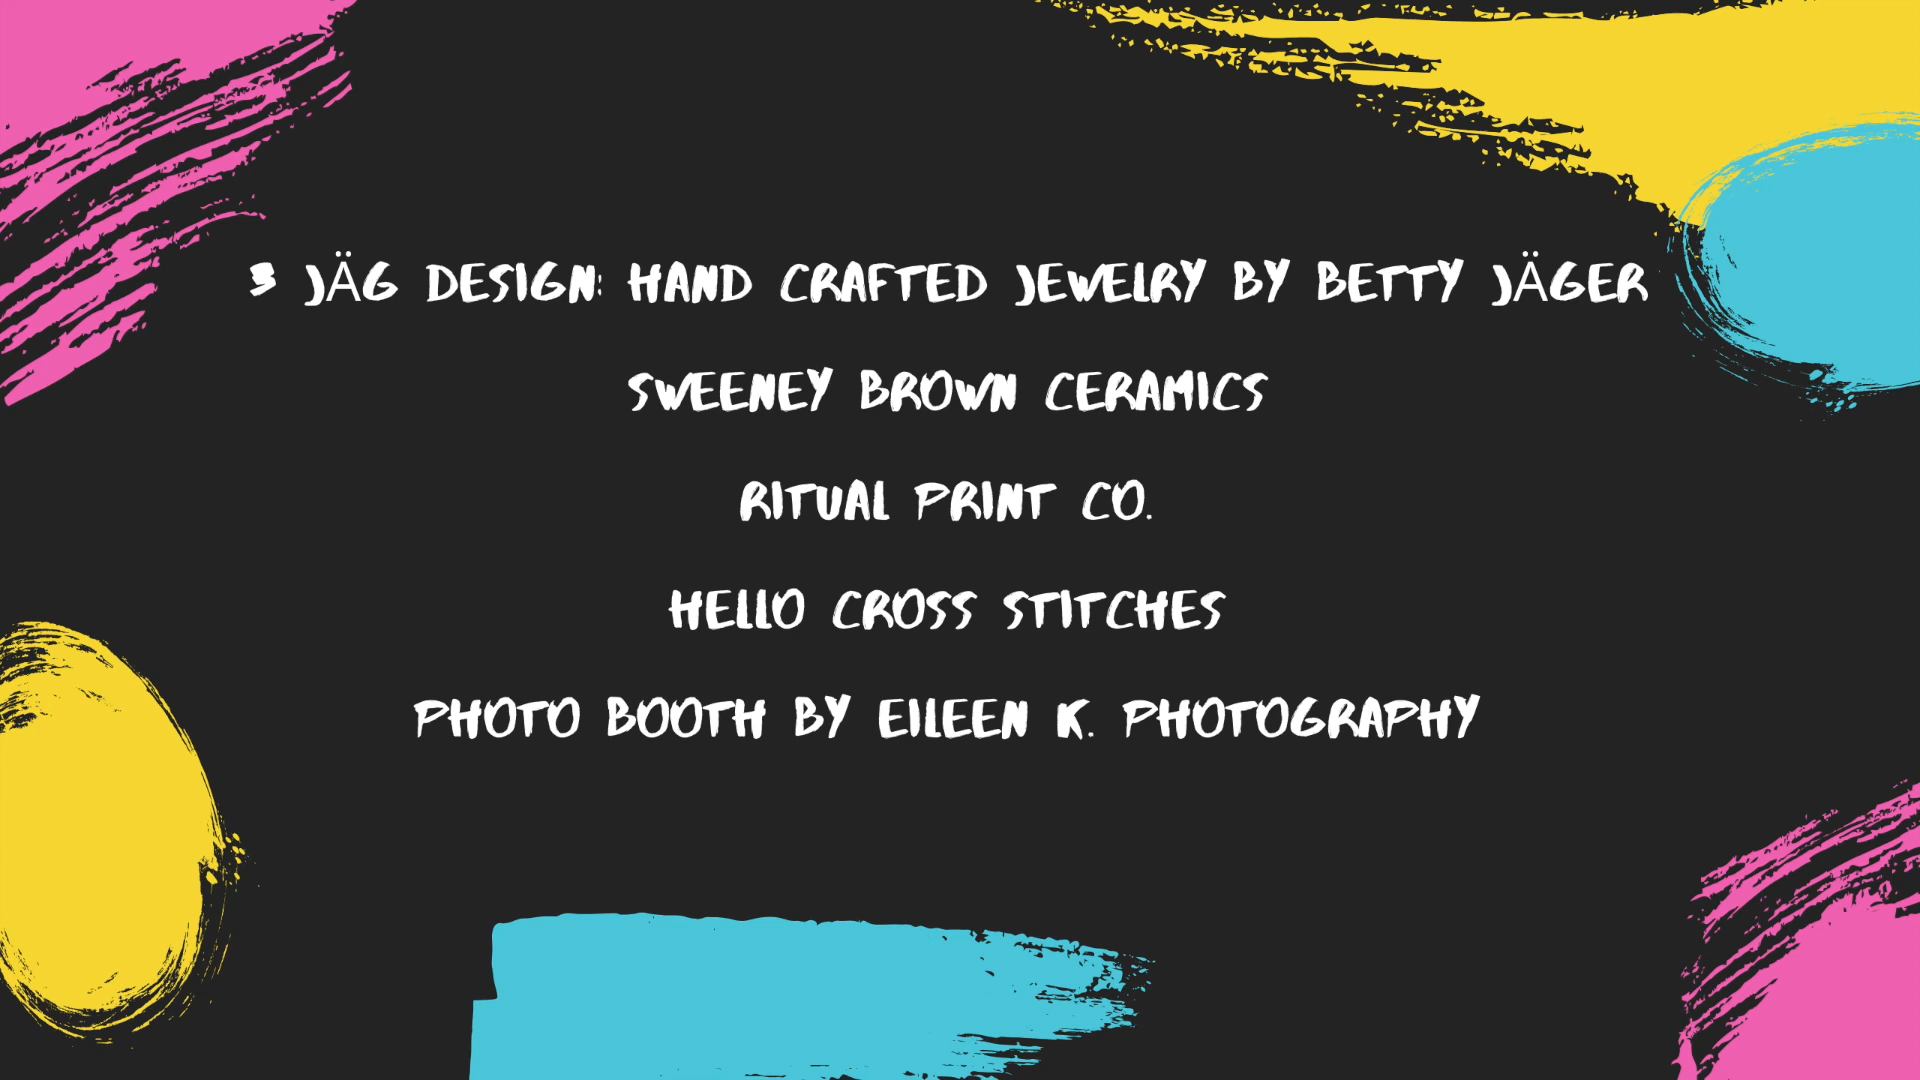 3 JÄG DESIGN: HAND CRAFTED JEWELRY BY BETTY JÄGER
SWEENEY BROWN CERAMICS
RITUAL PRINT CO.
HELLO CROSS STITCHES
PHOTO BOOTH BY EILEEN K. PHOTOGRAPHY